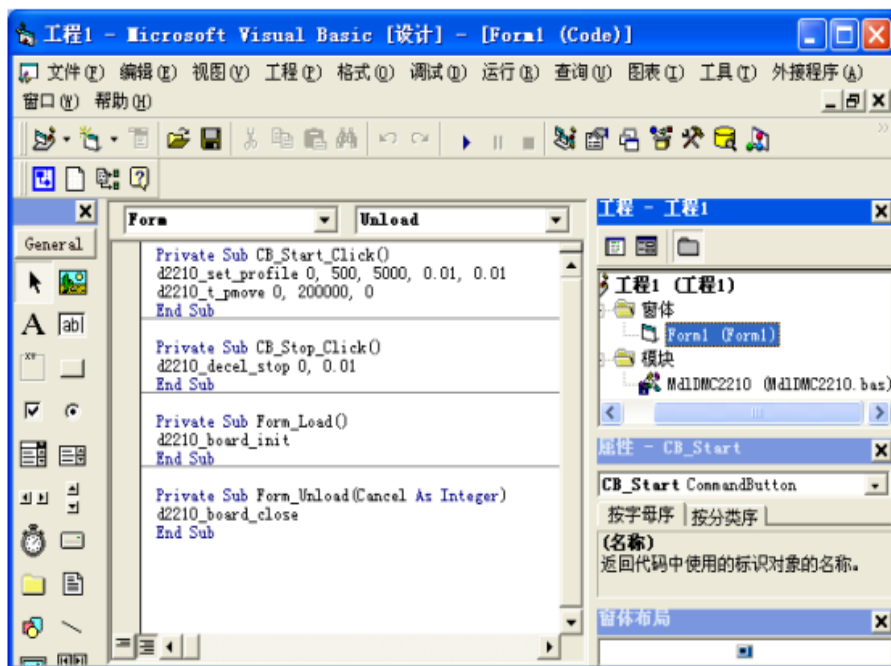 工程1 - Microsoft Visual Basic [设计] - [Form1 (Code)]
文件(F) 编辑(E) 视图(V) 工程(P) 格式(O) 调试(D) 运行(R) 查询(U) 图表(I) 工具(T) 外接程序(A)
窗口(W) 帮助(H)
General
Form
Unload
Private Sub CB_Start_Click()
d2210_set_profile 0, 500, 5000, 0.01, 0.01
d2210_t_pmove 0, 200000, 0
End Sub
Private Sub CB_Stop_Click()
d2210_decel_stop 0, 0.01
End Sub
Private Sub Form_Load()
d2210_board_init
End Sub
Private Sub Form_Unload(Cancel As Integer)
d2210_board_close
End Sub
工程 - 工程1
工程1 (工程1)
窗体
Form1 (Form1)
模块
MdlDMC2210 (MdlDMC2210.bas)
属性 - CB_Start
CB_Start CommandButton
按字母序 按分类序
(名称)
返回代码中使用的标识对象的名称。
窗体布局